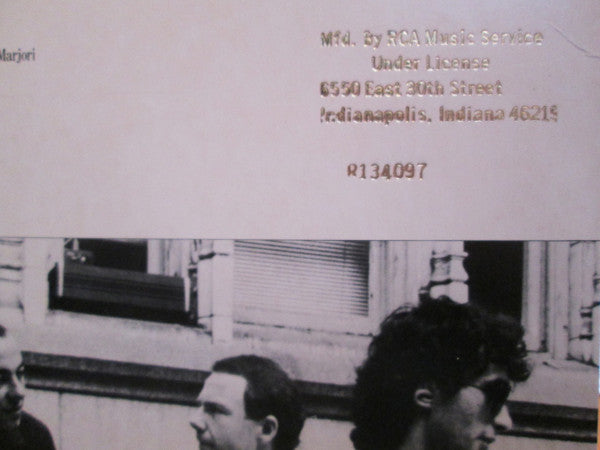 Marjori
Mfd. By RCA Music Service
Under License
6550 East 30th Street
Indianapolis, Indiana 46219
R134097